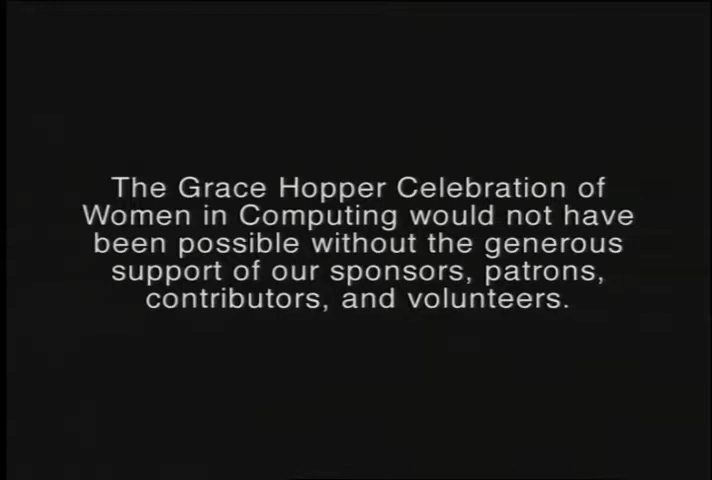 The Grace Hopper Celebration of
Women in Computing would not have
been possible without the generous
support of our sponsors, patrons,
contributors, and volunteers.